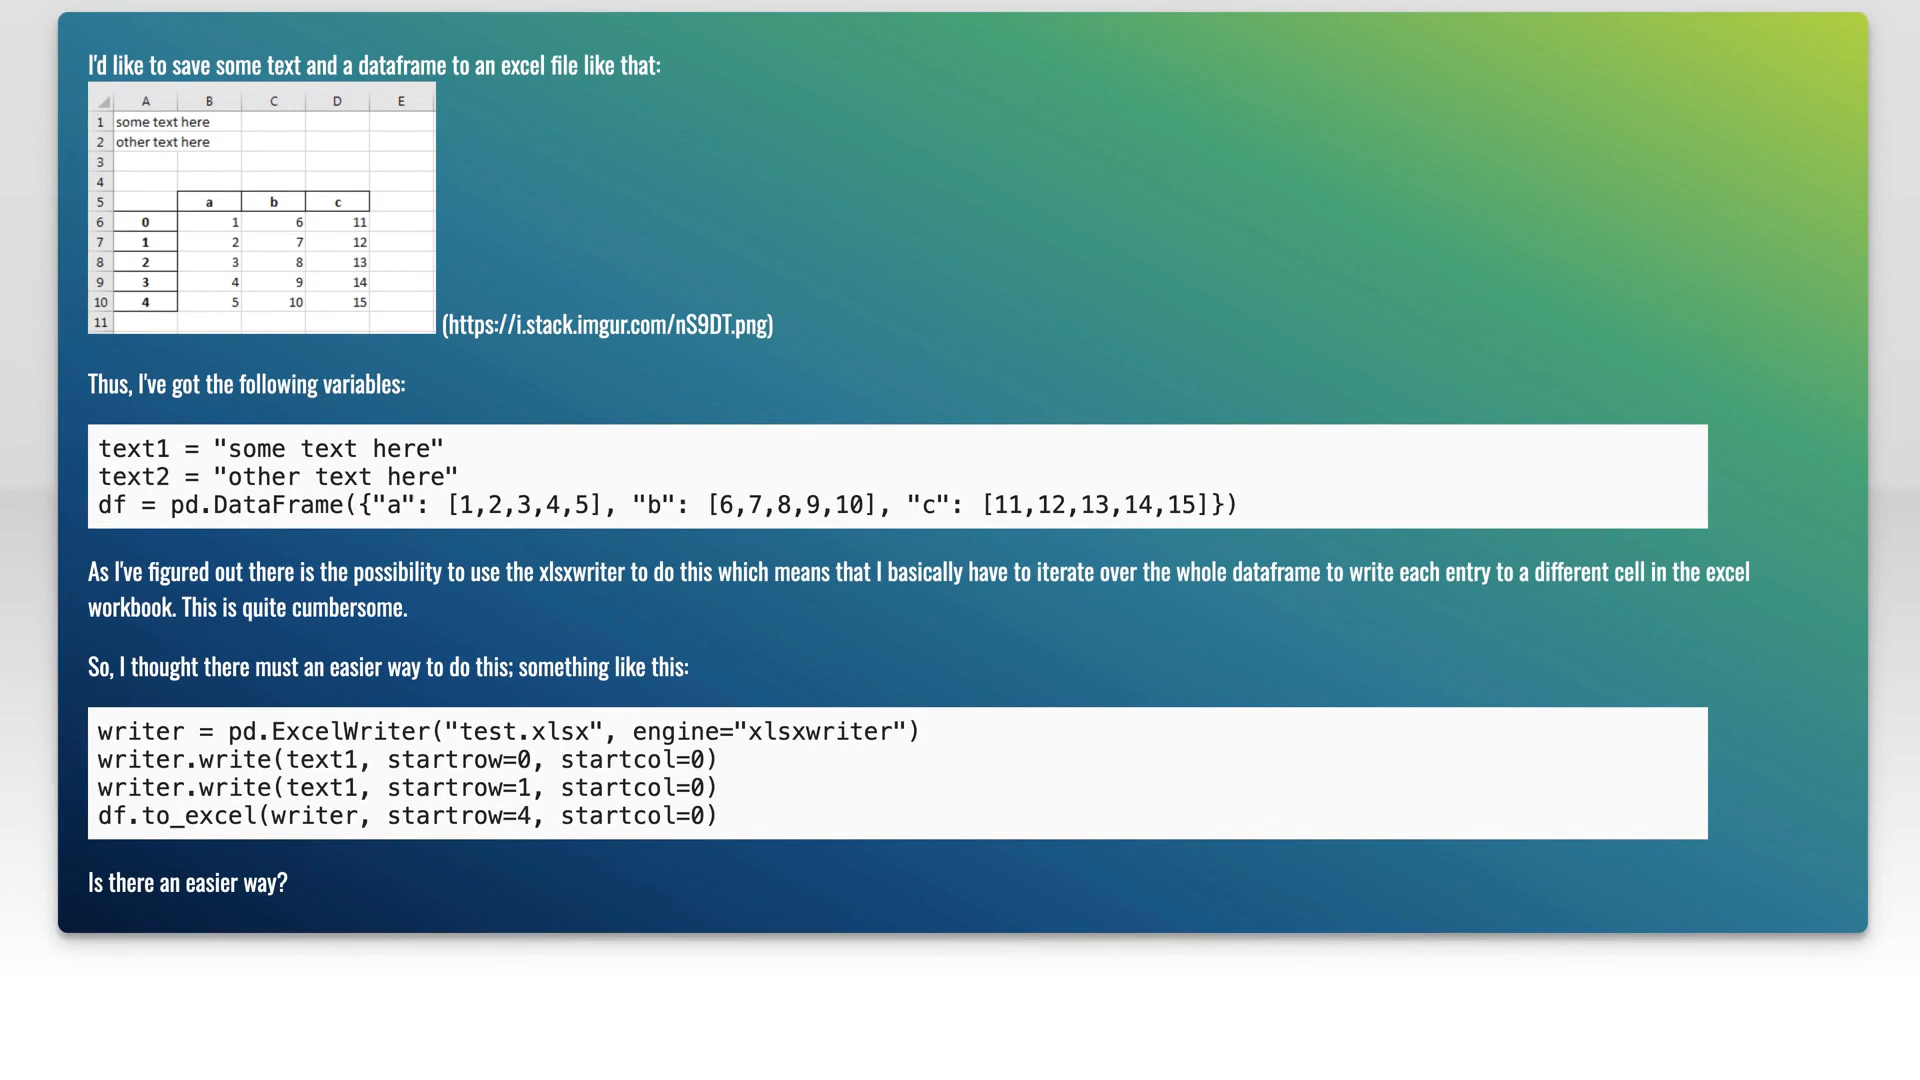 I'd like to save some text and a dataframe to an excel file like that:
A B C D E
1 some text here
2 other text here
3
4
5 a b c
6 0 1 6 11
7 1 2 7 12
8 2 3 8 13
9 3 4 9 14
10 4 5 10 15
11
(https://i.stack.imgur.com/nS9DT.png)
Thus, I've got the following variables:
text1 = "some text here"
text2 = "other text here"
df = pd.DataFrame({"a": [1,2,3,4,5], "b": [6,7,8,9,10], "c": [11,12,13,14,15]})
As I've figured out there is the possibility to use the xlsxwriter to do this which means that I basically have to iterate over the whole dataframe to write each entry to a different cell in the excel
workbook. This is quite cumbersome.
So, I thought there must an easier way to do this; something like this:
writer = pd.ExcelWriter("test.xlsx", engine="xlsxwriter")
writer.write(text1, startrow=0, startcol=0)
writer.write(text1, startrow=1, startcol=0)
df.to_excel(writer, startrow=4, startcol=0)
Is there an easier way?